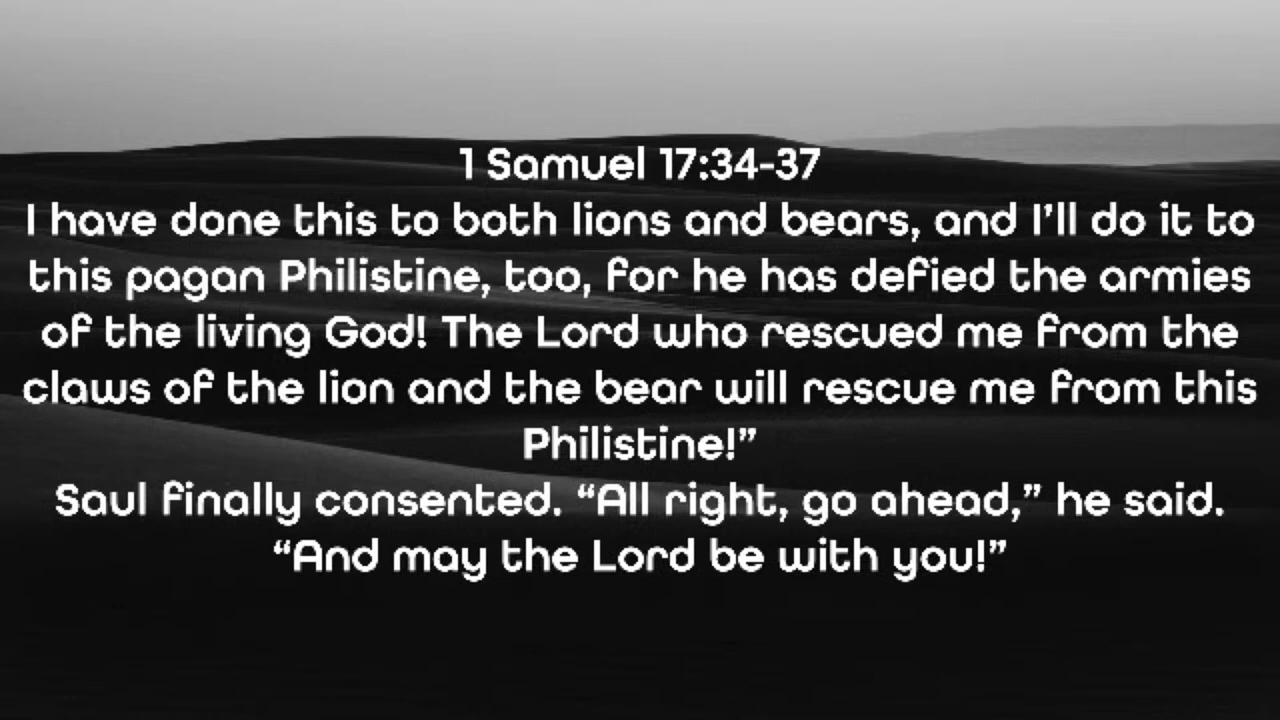 1 Samuel 17:34-37
I have done this to both lions and bears, and I’ll do it to
this pagan Philistine, too, for he has defied the armies
of the living God! The Lord who rescued me from the
claws of the lion and the bear will rescue me from this
Philistine!”
Saul finally consented. “All right, go ahead,” he said.
“And may the Lord be with you!”